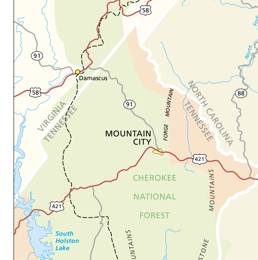 58
91
Damascus
58
VIRGINIA
TENNESSEE
91
FORGE MOUNTAIN
NORTH CAROLINA
TENNESSEE
88
MOUNTAIN
CITY
421
CHEROKEE
NATIONAL
FOREST
MOUNTAINS
421
South
Holston
Lake
UNTAINS
STONE